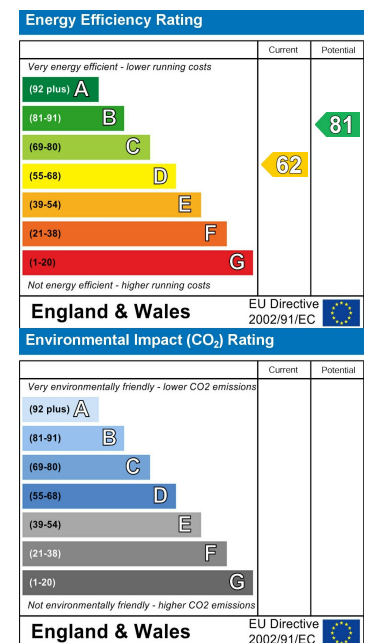 Energy Efficiency Rating
Current Potential
Very energy efficient - lower running costs
(92 plus) A
(81-91) B
81
(69-80) C
62
(55-68) D
(39-54) E
(21-38) F
(1-20) G
Not energy efficient - higher running costs
England & Wales
EU Directive
2002/91/EC
Environmental Impact (CO₂) Rating
Current Potential
Very environmentally friendly - lower CO2 emissions
(92 plus) A
(81-91) B
(69-80) C
(55-68) D
(39-54) E
(21-38) F
(1-20) G
Not environmentally friendly - higher CO2 emissions
England & Wales
EU Directive
2002/91/EC